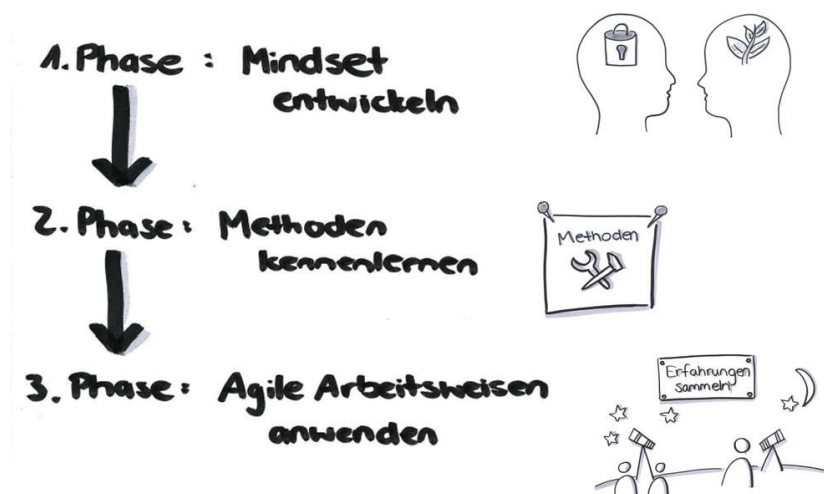 1. Phase : Mindset
entwickeln
2. Phase: Methoden
kennenlernen
Methoden
3. Phase: Agile Arbeitsweisen
anwenden
Erfahrungen
sammeln